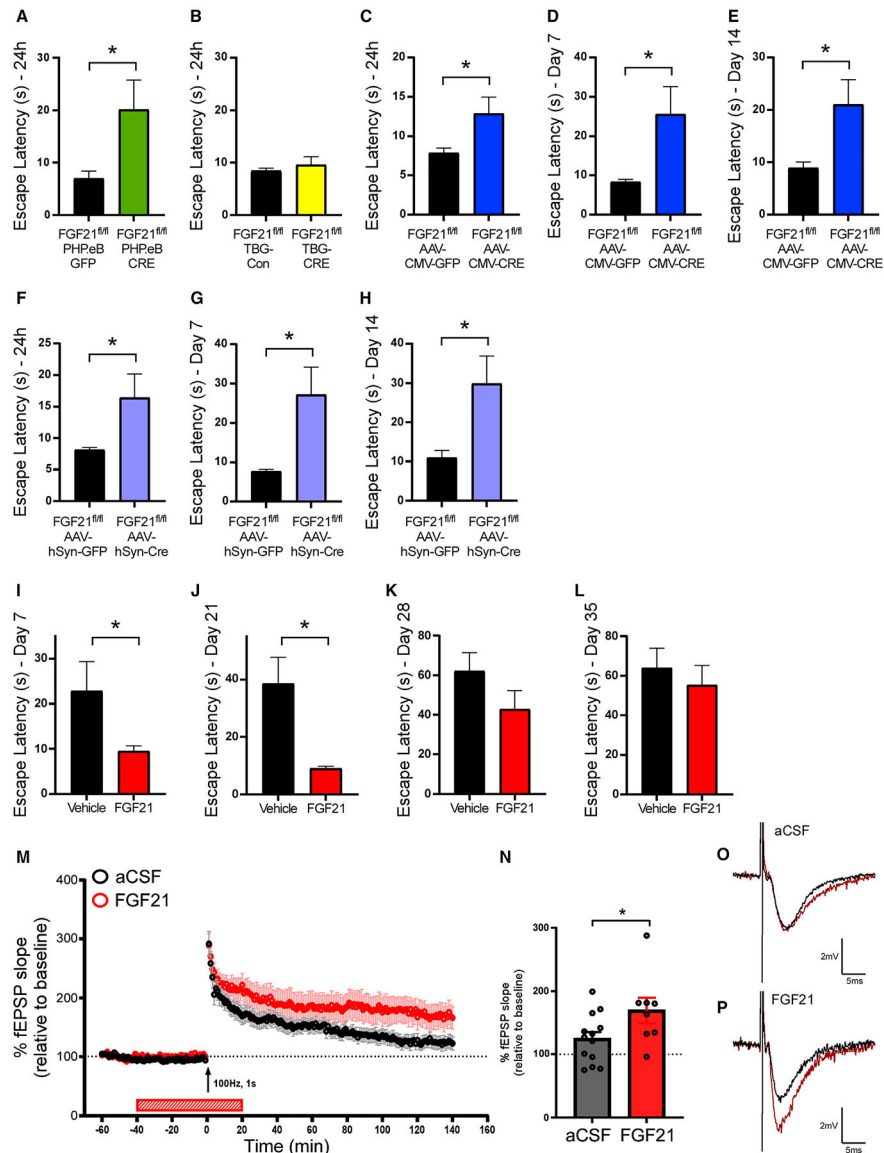 A
B
C
D
E
Escape Latency (s) - 24h
30
20
10
0
*
FGF21fl/fl
PHP.eB
GFP
FGF21fl/fl
PHP.eB
CRE
Escape Latency (s) - 24h
30
20
10
0
FGF21fl/fl
TBG-
Con
FGF21fl/fl
TBG-
CRE
Escape Latency (s) - 24h
20
15
10
5
0
*
FGF21fl/fl
AAV-
CMV-GFP
FGF21fl/fl
AAV-
CMV-CRE
Escape Latency (s) - Day 7
40
30
20
10
0
*
FGF21fl/fl
AAV-
CMV-GFP
FGF21fl/fl
AAV-
CMV-CRE
Escape Latency (s) - Day 14
30
20
10
0
*
FGF21fl/fl
AAV-
CMV-GFP
FGF21fl/fl
AAV-
CMV-CRE
F
G
H
Escape Latency (s) - 24h
25
20
15
10
5
0
*
FGF21fl/fl
AAV-
hSyn-GFP
FGF21fl/fl
AAV-
hSyn-Cre
Escape Latency (s) - Day 7
40
30
20
10
0
*
FGF21fl/fl
AAV-
hSyn-GFP
FGF21fl/fl
AAV-
hSyn-Cre
Escape Latency (s) - Day 14
40
30
20
10
0
*
FGF21fl/fl
AAV-
hSyn-GFP
FGF21fl/fl
AAV-
hSyn-Cre
I
J
K
L
Escape Latency (s) - Day 7
30
20
10
0
*
Vehicle
FGF21
Escape Latency (s) - Day 21
40
20
0
*
Vehicle
FGF21
Escape Latency (s) - Day 28
80
60
40
20
0
Vehicle
FGF21
Escape Latency (s) - Day 35
80
60
40
20
0
Vehicle
FGF21
M
aCSF
FGF21
% fEPSP slope
(relative to baseline)
400
300
200
100
0
100Hz, 1s
-60 -40 -20 0 20 40 60 80 100 120 140 160
Time (min)
N
% fEPSP slope
(relative to baseline)
300
200
100
0
*
aCSF
FGF21
O
aCSF
2mV
5ms
P
FGF21
2mV
5ms